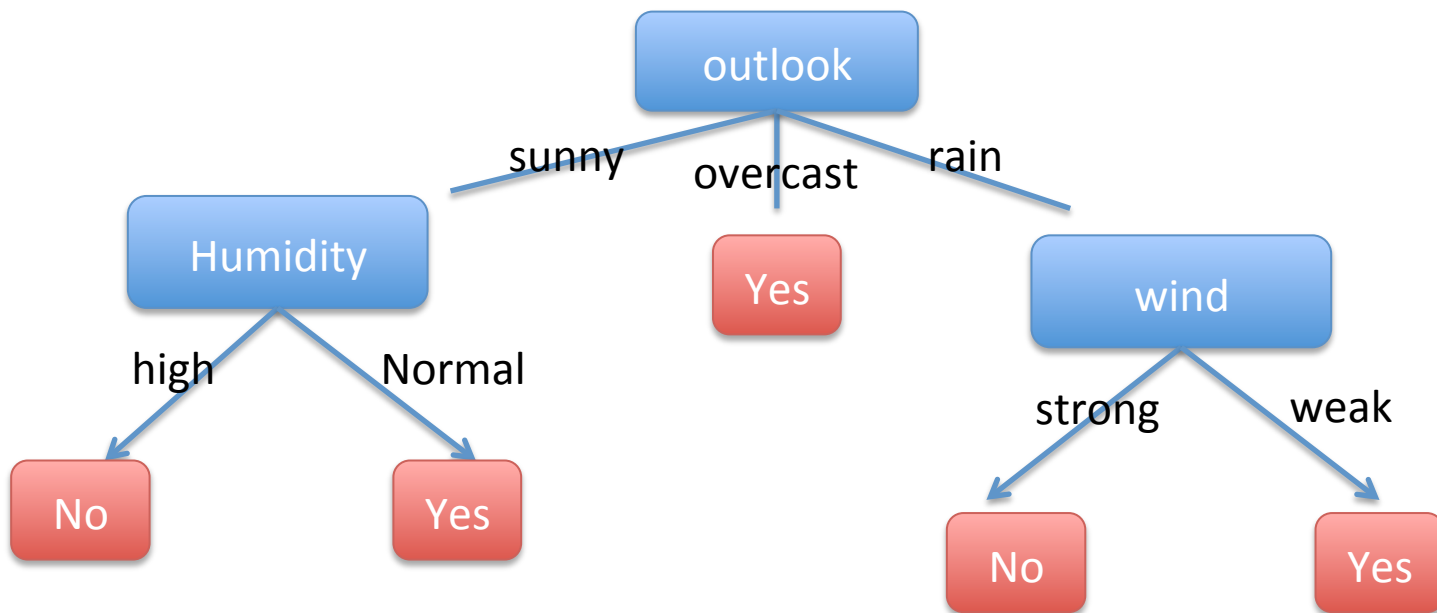 outlook
sunny
overcast
rain
Humidity
Yes
wind
high
Normal
strong
weak
No
Yes
No
Yes